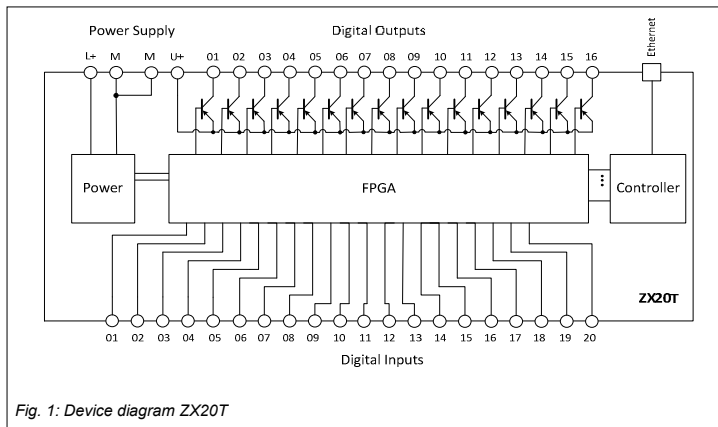 Power Supply Digital Outputs Ethernet
L+ M M U+ 01 02 03 04 05 06 07 08 09 10 11 12 13 14 15 16
Power FPGA Controller
ZX20T
01 02 03 04 05 06 07 08 09 10 11 12 13 14 15 16 17 18 19 20
Digital Inputs
Fig. 1: Device diagram ZX20T